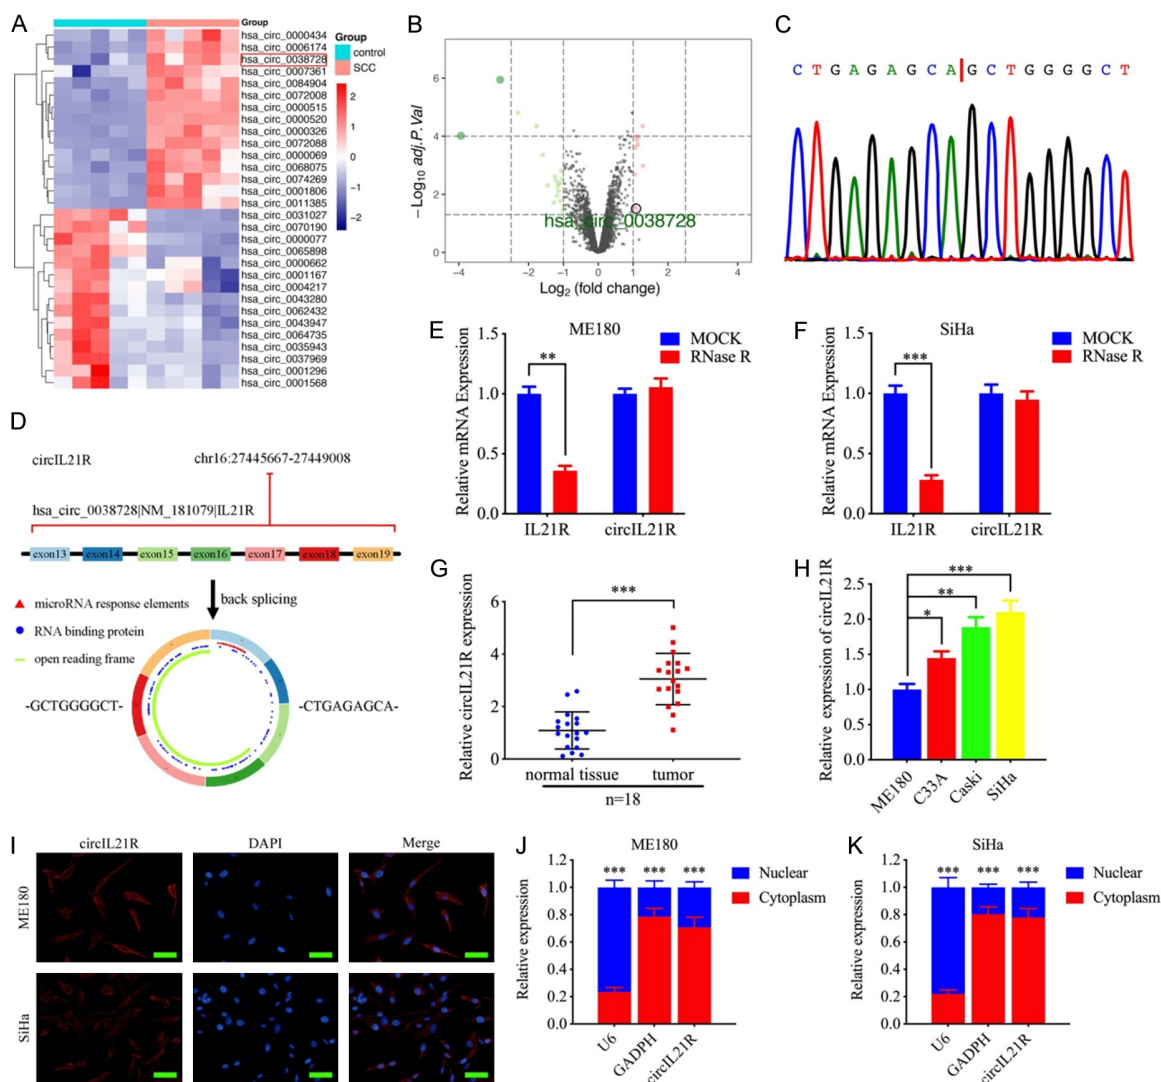 A
Group
hsa_circ_0000434
hsa_circ_0006174
hsa_circ_0038728
hsa_circ_0007361
hsa_circ_0084904
hsa_circ_0072008
hsa_circ_0000515
hsa_circ_0000520
hsa_circ_0000326
hsa_circ_0072088
hsa_circ_0000069
hsa_circ_0068075
hsa_circ_0074269
hsa_circ_0001806
hsa_circ_0011385
hsa_circ_0031027
hsa_circ_0070190
hsa_circ_0000077
hsa_circ_0065898
hsa_circ_0000662
hsa_circ_0001167
hsa_circ_0004217
hsa_circ_0043280
hsa_circ_0062432
hsa_circ_0043947
hsa_circ_0064735
hsa_circ_0035943
hsa_circ_0037969
hsa_circ_0001296
hsa_circ_0001568
Group
control
SCC
2
1
0
−1
−2
B
−Log10 adj.P.Val
6
4
2
0
hsa_circ_0038728
−4
−2
−1
0
1
2
4
Log2 (fold change)
C
C T G A G A G C A G C T G G G G C T
D
circIL21R
chr16:27445667-27449008
hsa_circ_0038728|NM_181079|IL21R
exon13 exon14 exon15 exon16 exon17 exon18 exon19
back splicing
microRNA response elements
RNA binding protein
open reading frame
-GCTGGGGCT-
-CTGAGAGCA-
E
ME180
Relative mRNA Expression
1.5
1.0
0.5
0.0
**
MOCK
RNase R
IL21R
circIL21R
F
SiHa
Relative mRNA Expression
1.5
1.0
0.5
0.0
***
MOCK
RNase R
IL21R
circIL21R
G
Relative circIL21R expression
6
4
2
0
***
normal tissue
tumor
n=18
H
Relative expression of circIL21R
2.5
2.0
1.5
1.0
0.5
0.0
***
**
*
ME180
C33A
Caski
SiHa
I
circIL21R
DAPI
Merge
ME180
SiHa
J
ME180
Relative expression
1.2
1.0
0.8
0.6
0.4
0.2
0.0
*** *** ***
Nuclear
Cytoplasm
U6
GADPH
circIL21R
K
SiHa
Relative expression
1.2
1.0
0.8
0.6
0.4
0.2
0.0
*** *** ***
Nuclear
Cytoplasm
U6
GADPH
circIL21R